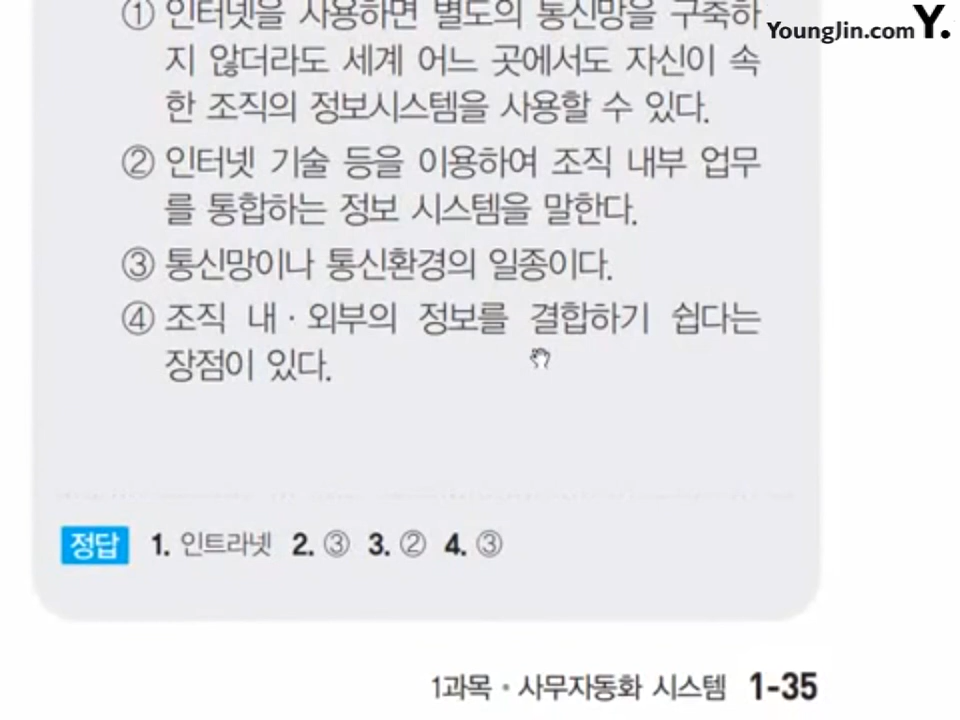 YoungJin.com Y.
① 인터넷을 사용하면 별도의 통신망을 구축하
지 않더라도 세계 어느 곳에서도 자신이 속
한 조직의 정보시스템을 사용할 수 있다.
② 인터넷 기술 등을 이용하여 조직 내부 업무
를 통합하는 정보 시스템을 말한다.
③ 통신망이나 통신환경의 일종이다.
④ 조직 내·외부의 정보를 결합하기 쉽다는
장점이 있다.
정답 1. 인트라넷 2. ③ 3. ② 4. ③
1과목 • 사무자동화 시스템 1-35